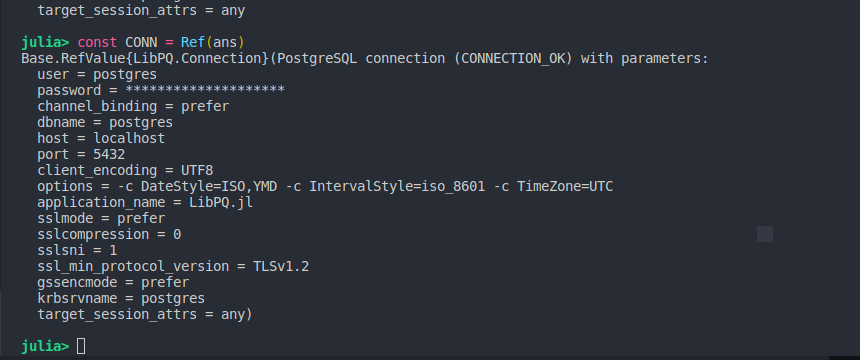 target_session_attrs = any
julia> const CONN = Ref(ans)
Base.RefValue{LibPQ.Connection}(PostgreSQL connection (CONNECTION_OK) with parameters:
user = postgres
password = ********************
channel_binding = prefer
dbname = postgres
host = localhost
port = 5432
client_encoding = UTF8
options = -c DateStyle=ISO,YMD -c IntervalStyle=iso_8601 -c TimeZone=UTC
application_name = LibPQ.jl
sslmode = prefer
sslcompression = 0
sslsni = 1
ssl_min_protocol_version = TLSv1.2
gssencmode = prefer
krbsrvname = postgres
target_session_attrs = any)
julia>